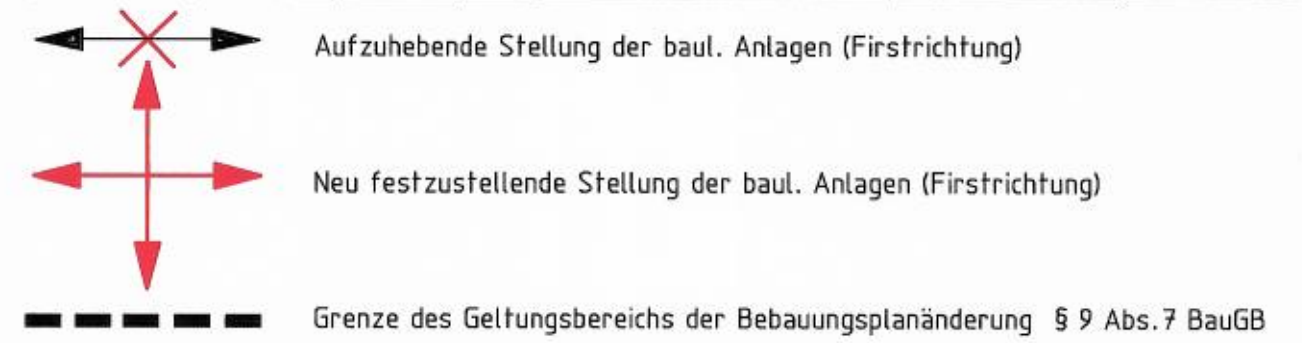 Aufzuhebende Stellung der baul. Anlagen (Firstrichtung)
Neu festzustellende Stellung der baul. Anlagen (Firstrichtung)
Grenze des Geltungsbereichs der Bebauungsplanänderung § 9 Abs.7 BauGB